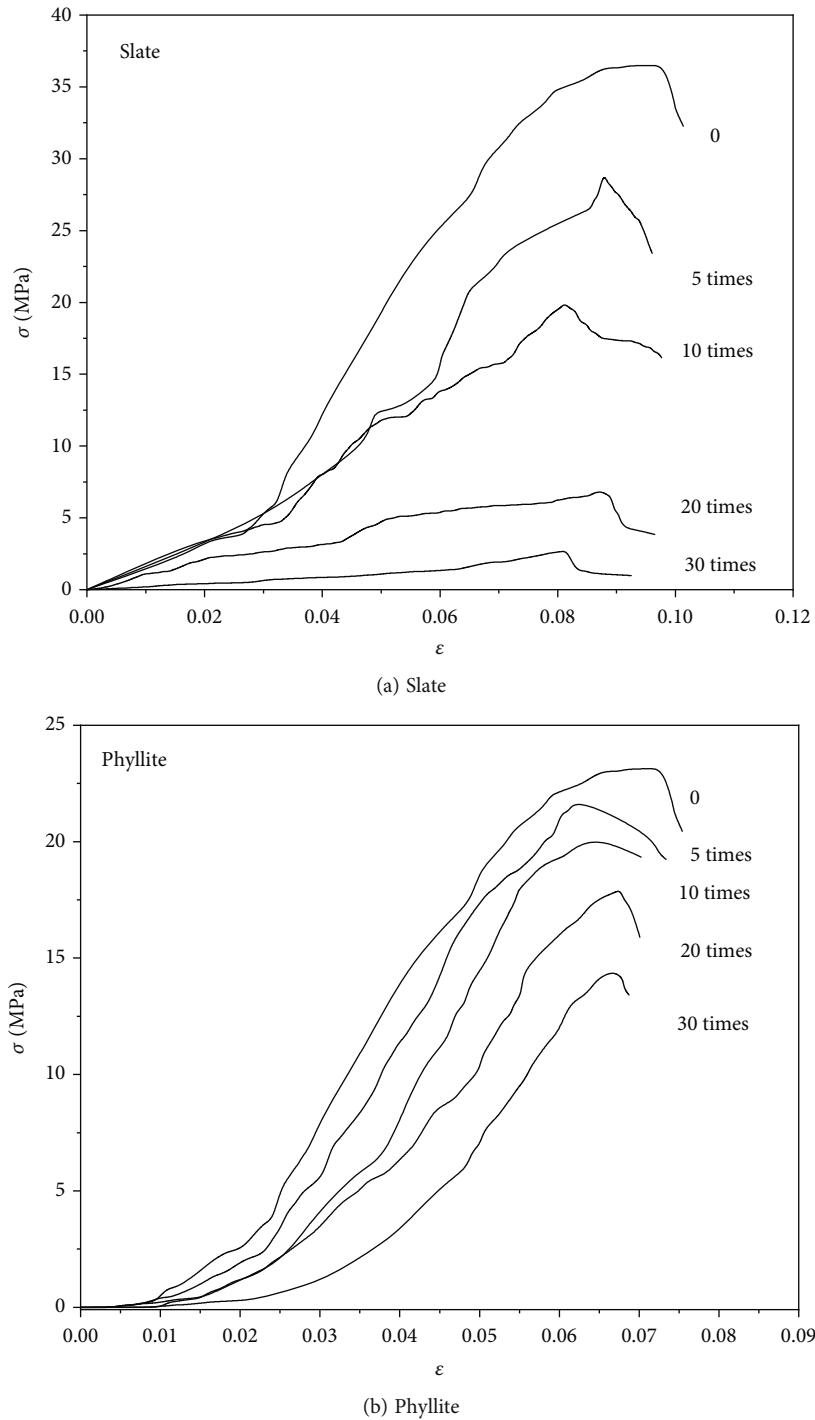 40
Slate
35
0
30
25
5 times
σ (MPa)
20
10 times
15
10
20 times
5
30 times
0
0.00 0.02 0.04 0.06 0.08 0.10 0.12
ε
(a) Slate
25
Phyllite
0
20
5 times
10 times
15
20 times
σ (MPa)
30 times
10
5
0
0.00 0.01 0.02 0.03 0.04 0.05 0.06 0.07 0.08 0.09
ε
(b) Phyllite